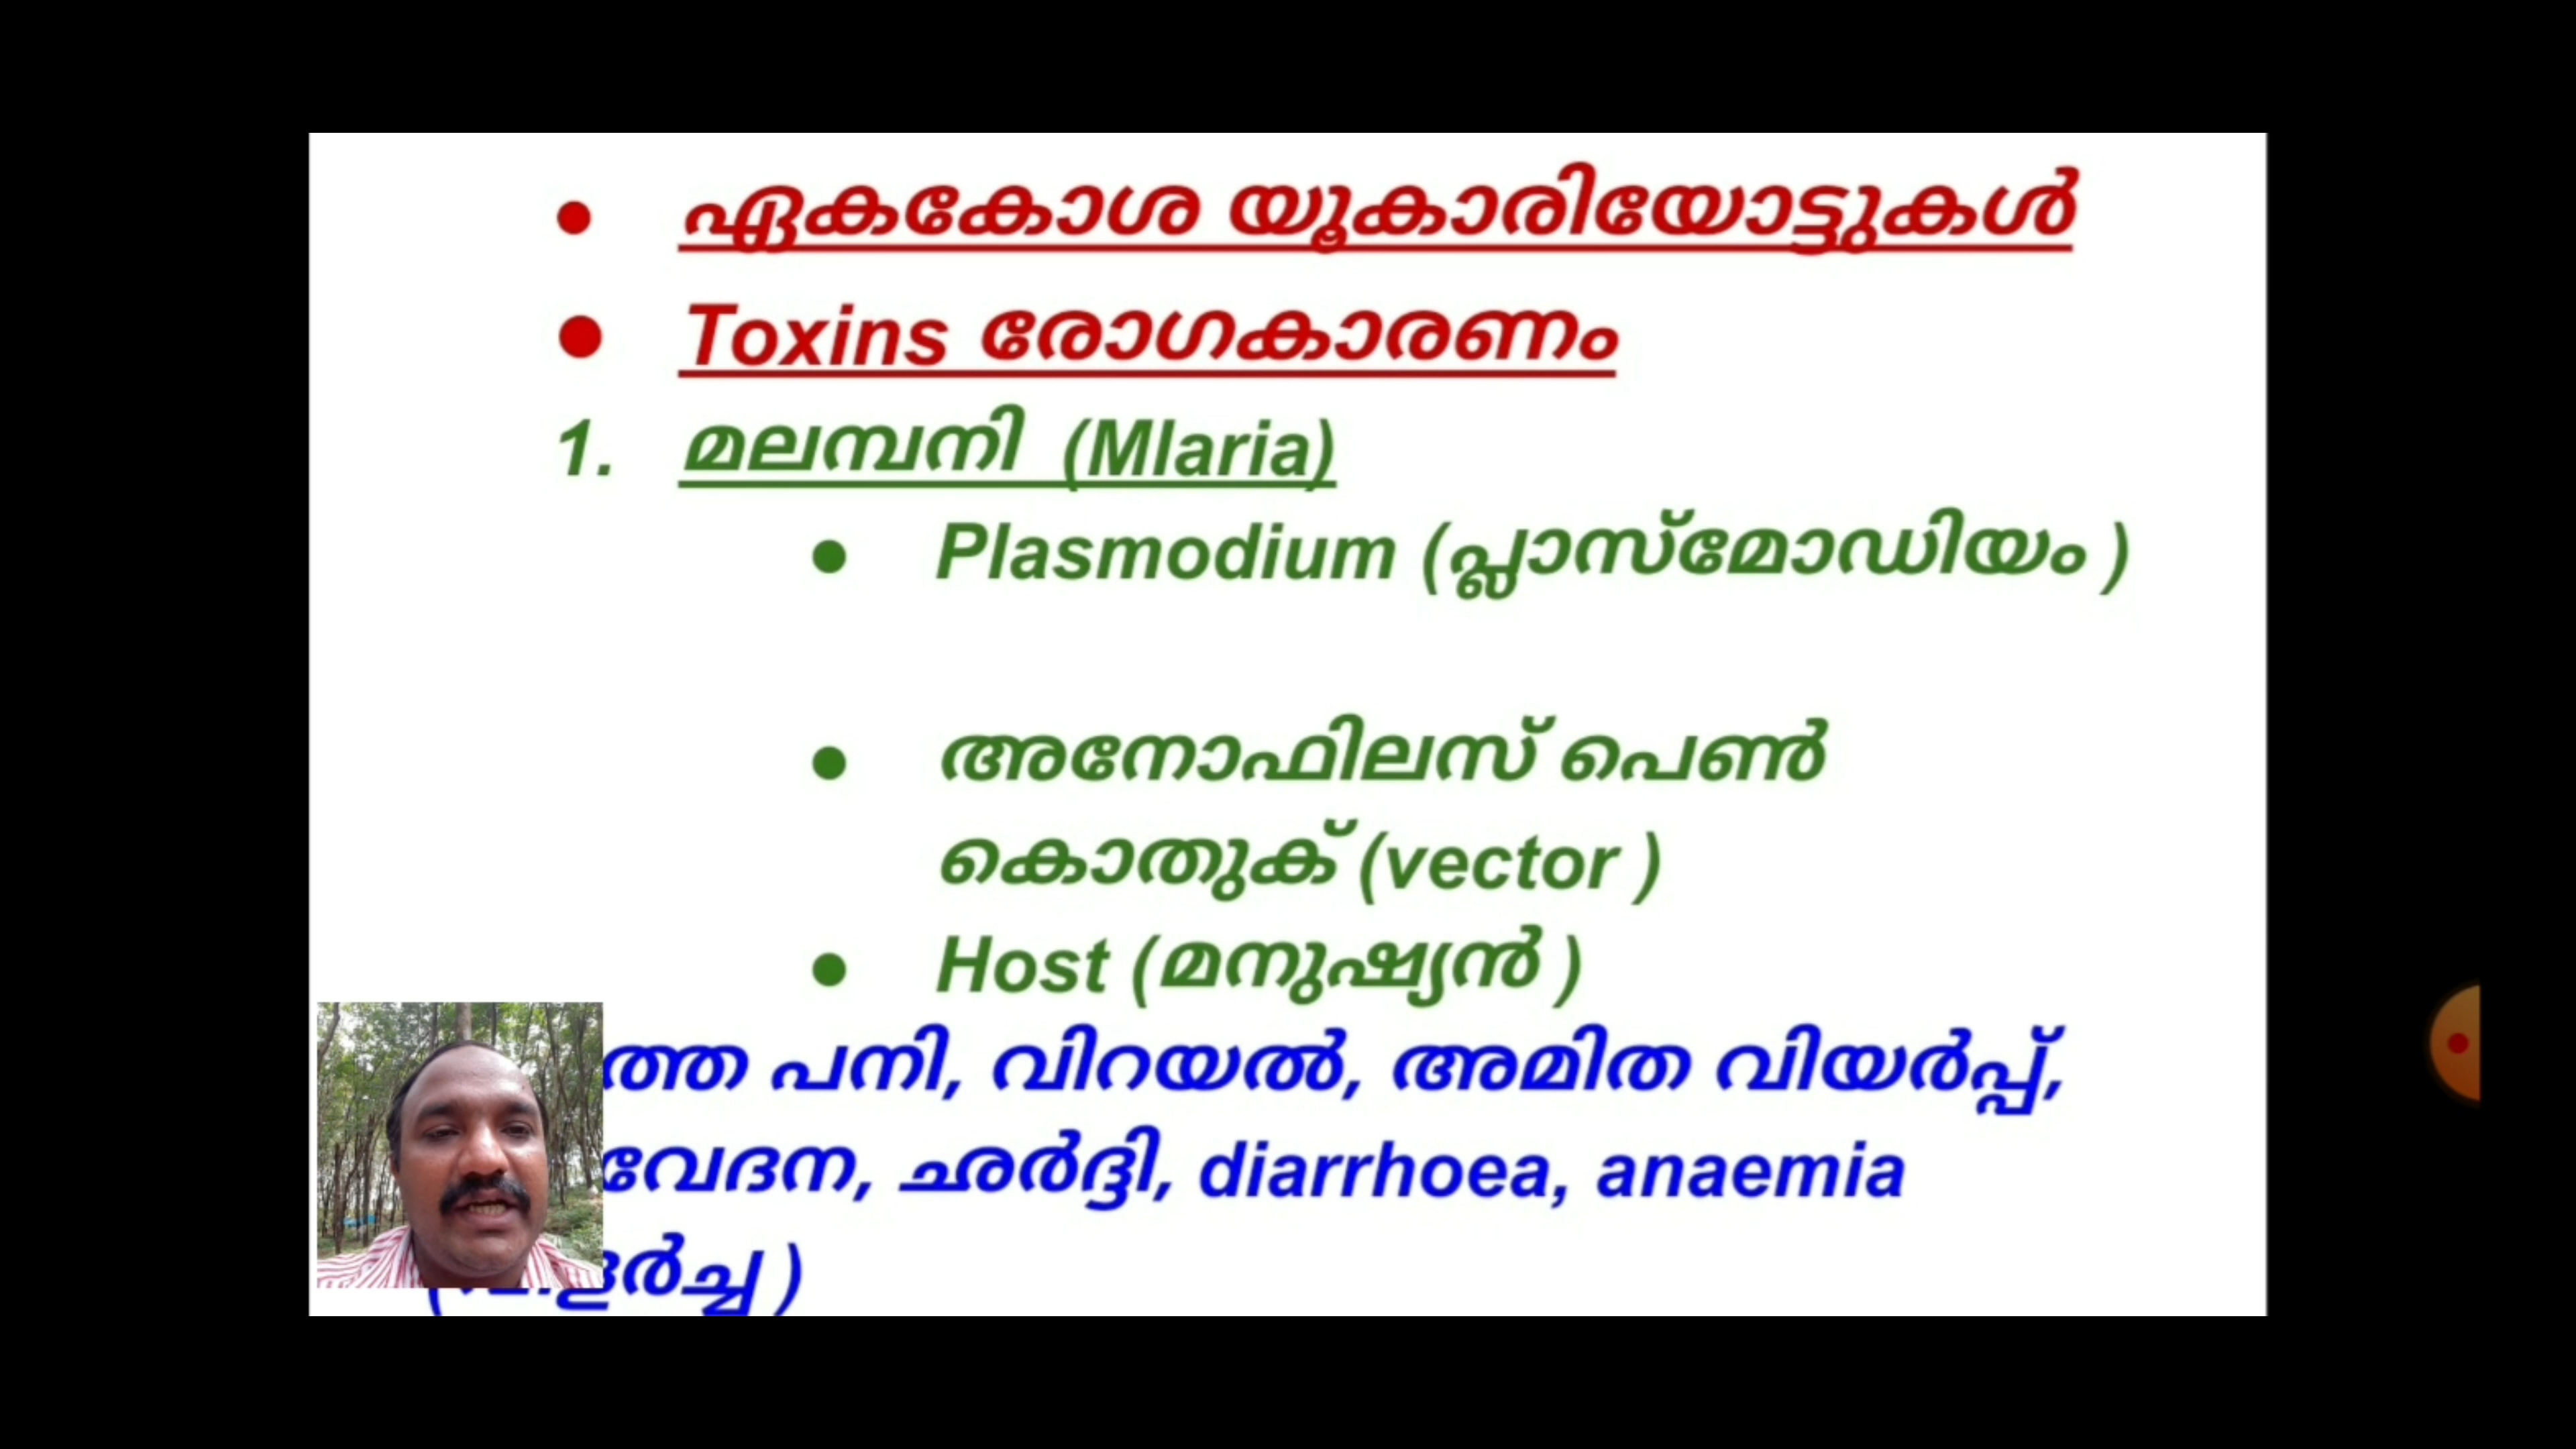 ● ഏകകോശ യൂകാരിയോട്ടുകൾ
● Toxins രോഗകാരണം
1. മലമ്പനി (Mlaria)
● Plasmodium (പ്ലാസ്മോഡിയം )
● അനോഫിലസ് പെൺ
കൊതുക് (vector )
● Host (മനുഷ്യൻ )
പനി, വിറയൽ, അമിത വിയർപ്പ്,
വേദന, ഛർദ്ദി, diarrhoea, anaemia